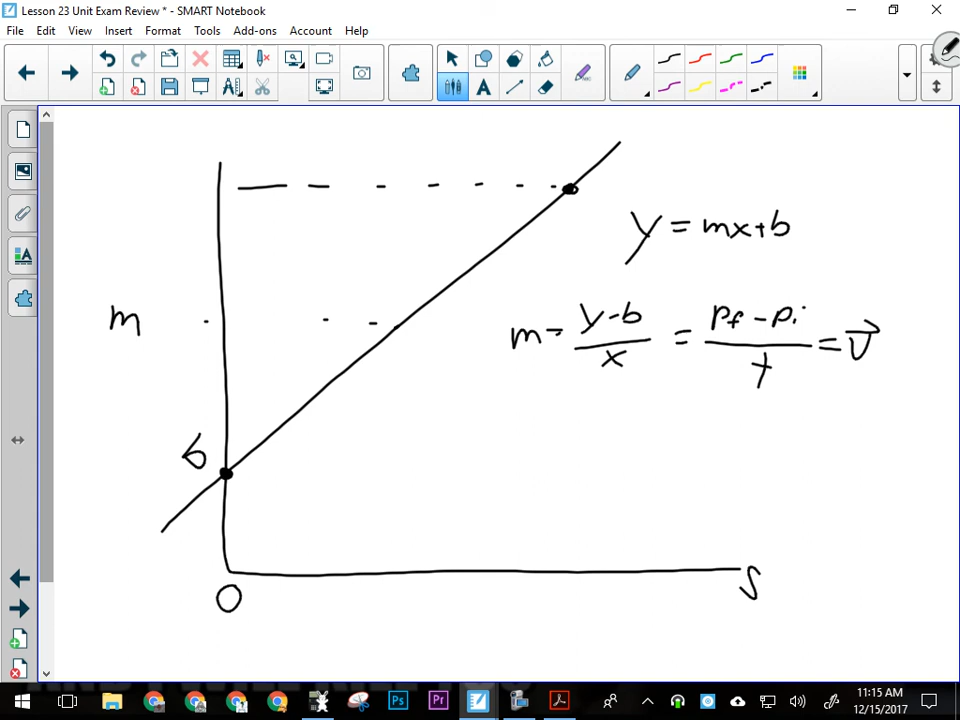 Lesson 23 Unit Exam Review * - SMART Notebook
File Edit View Insert Format Tools Add-ons Account Help
y = mx+b
m = y-b / x = pf - pi / t = v⃗
m
b
0
s
11:15 AM
12/15/2017